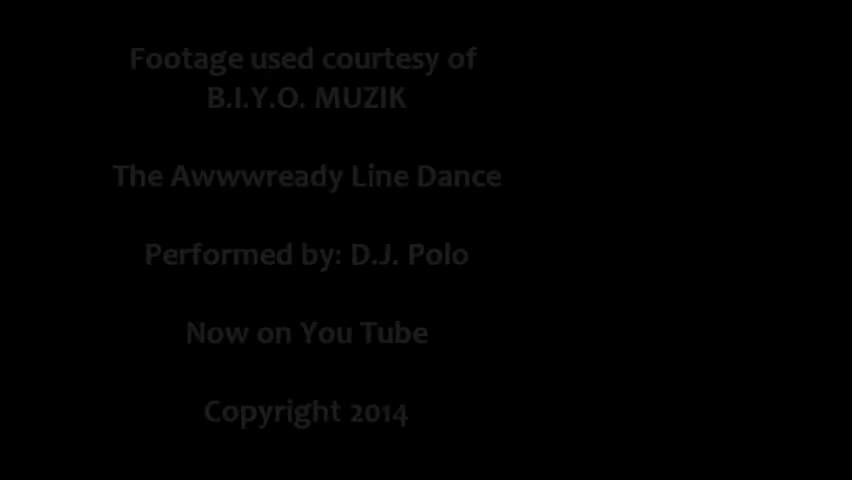 Footage used courtesy of
B.I.Y.O. MUZIK
The Awwwready Line Dance
Performed by: D.J. Polo
Now on You Tube
Copyright 2014